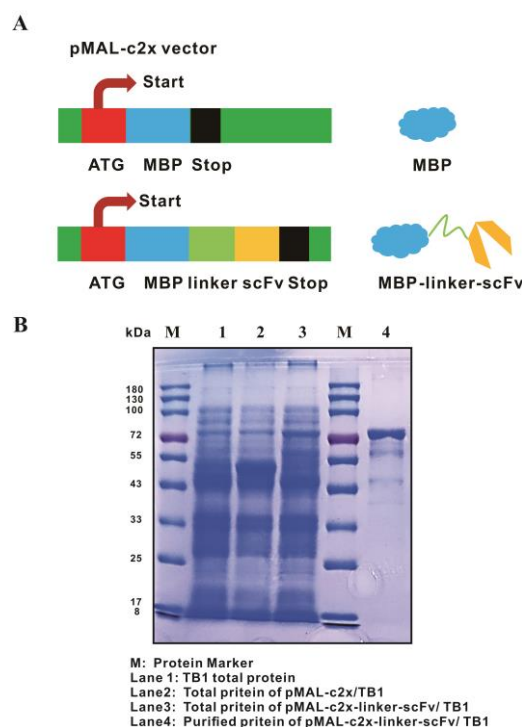 A
pMAL-c2x vector
Start
ATG MBP Stop
MBP
Start
ATG MBP linker scFv Stop
MBP-linker-scFv
B
kDa M 1 2 3 M 4
180
130
100
72
55
43
33
25
17
8
M: Protein Marker
Lane 1: TB1 total protein
Lane2: Total pritein of pMAL-c2x/TB1
Lane3: Total pritein of pMAL-c2x-linker-scFv/ TB1
Lane4: Purified pritein of pMAL-c2x-linker-scFv/ TB1